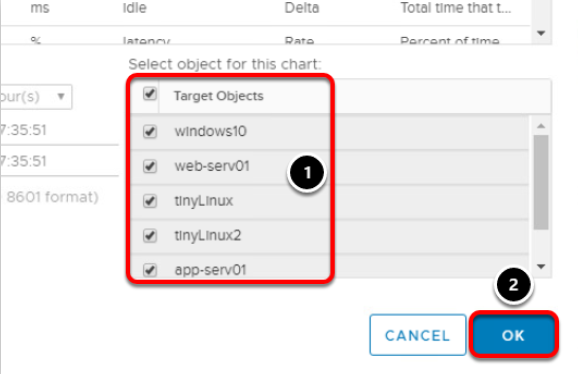 ms Idle Delta Total time that t...
% latency Rate Percent of time
Select object for this chart:
our(s)
Target Objects
7:35:51
windows10
7:35:51
web-serv01
1
8601 format)
tinyLinux
tinyLinux2
app-serv01
2
CANCEL
OK